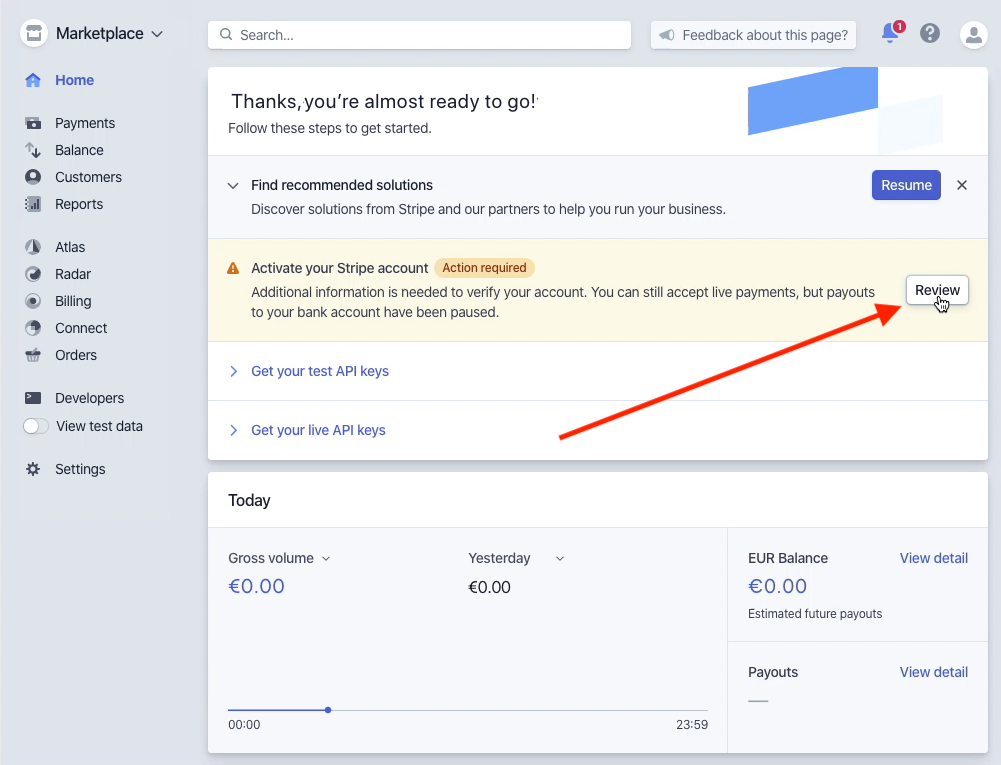 Marketplace
Search...
Feedback about this page?
1
Home
Payments
Balance
Customers
Reports
Atlas
Radar
Billing
Connect
Orders
Developers
View test data
Settings
Thanks, you're almost ready to go!
Follow these steps to get started.
Find recommended solutions
Discover solutions from Stripe and our partners to help you run your business.
Resume
Activate your Stripe account Action required
Additional information is needed to verify your account. You can still accept live payments, but payouts
to your bank account have been paused.
Review
Get your test API keys
Get your live API keys
Today
Gross volume
€0.00
Yesterday
€0.00
00:00
23:59
EUR Balance
View detail
€0.00
Estimated future payouts
Payouts
View detail
—